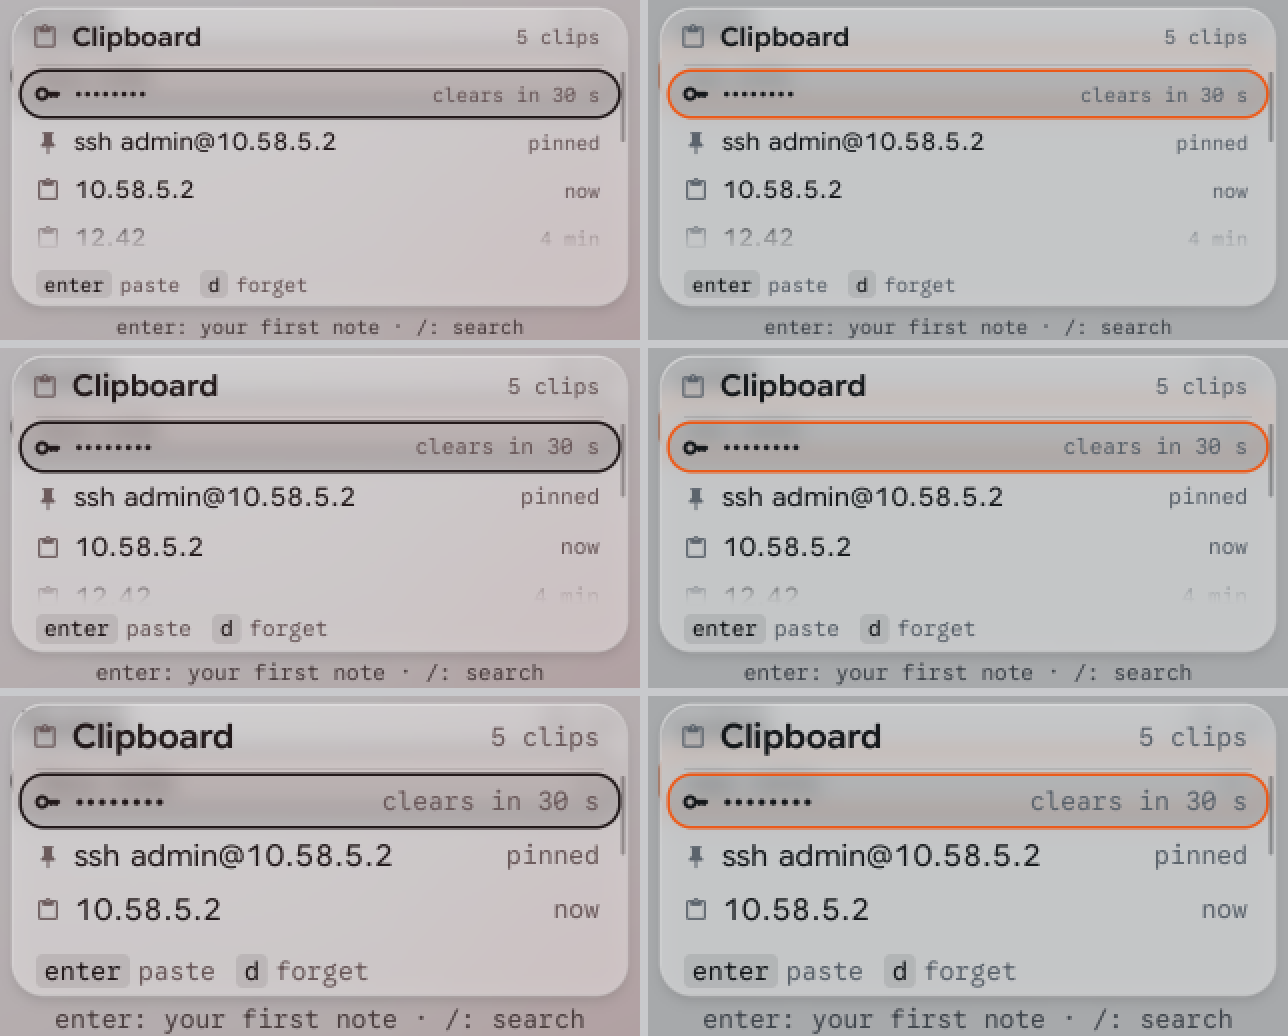 Clipboard 5 clips
•••••••• clears in 30 s
ssh admin@10.58.5.2 pinned
10.58.5.2 now
12.42 4 min
enter paste d forget
enter: your first note · /: search
Clipboard 5 clips
•••••••• clears in 30 s
ssh admin@10.58.5.2 pinned
10.58.5.2 now
12.42 4 min
enter paste d forget
enter: your first note · /: search
Clipboard 5 clips
•••••••• clears in 30 s
ssh admin@10.58.5.2 pinned
10.58.5.2 now
12.42 4 min
enter paste d forget
enter: your first note · /: search
Clipboard 5 clips
•••••••• clears in 30 s
ssh admin@10.58.5.2 pinned
10.58.5.2 now
12.42 4 min
enter paste d forget
enter: your first note · /: search
Clipboard 5 clips
•••••••• clears in 30 s
ssh admin@10.58.5.2 pinned
10.58.5.2 now
enter paste d forget
enter: your first note · /: search
Clipboard 5 clips
•••••••• clears in 30 s
ssh admin@10.58.5.2 pinned
10.58.5.2 now
enter paste d forget
enter: your first note · /: search